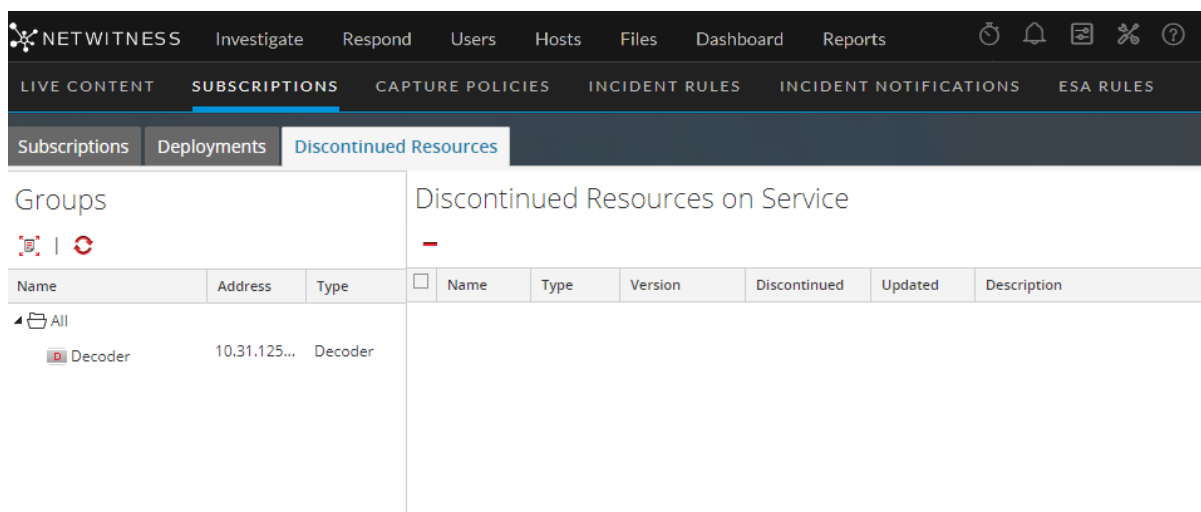 NETWITNESS Investigate Respond Users Hosts Files Dashboard Reports ?
LIVE CONTENT SUBSCRIPTIONS CAPTURE POLICIES INCIDENT RULES INCIDENT NOTIFICATIONS ESA RULES
Subscriptions Deployments Discontinued Resources
Groups
Discontinued Resources on Service
Name Address Type
Name Type Version Discontinued Updated Description
All
D Decoder 10.31.125... Decoder